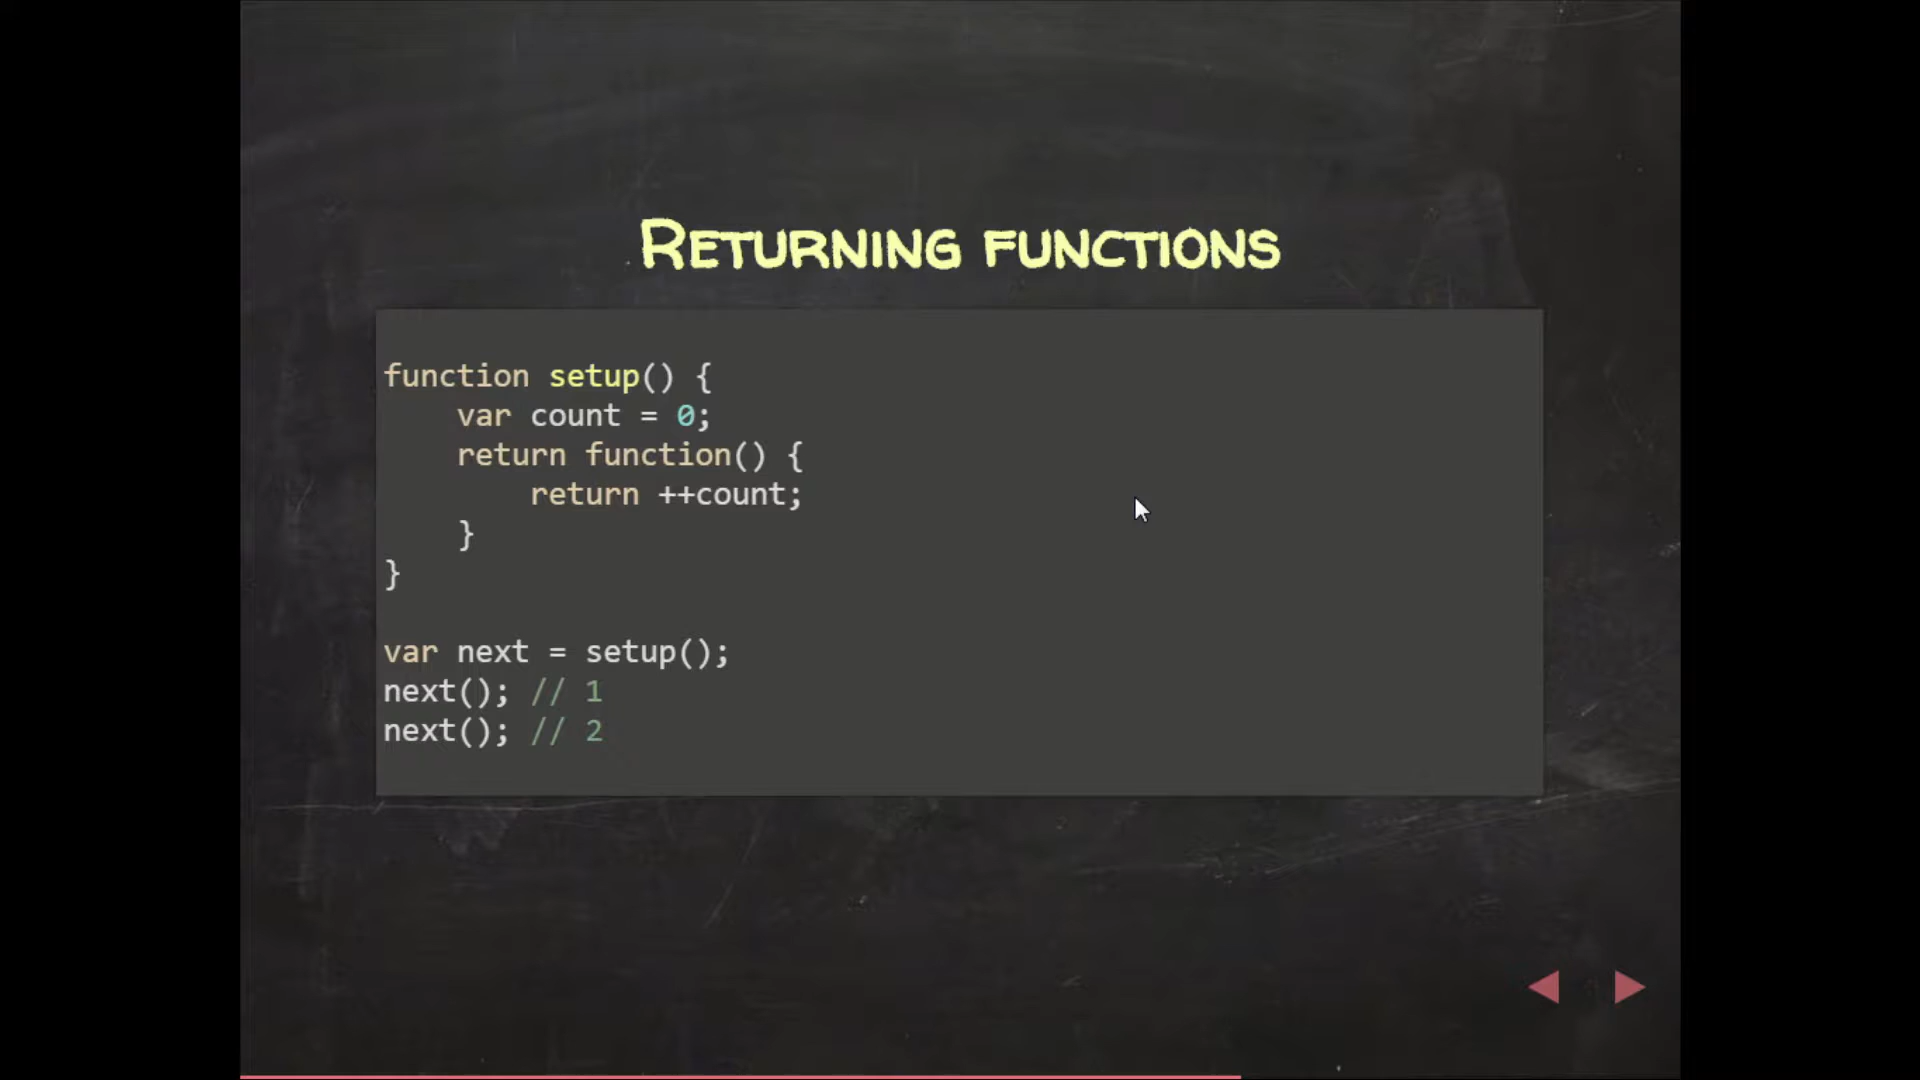 Returning functions
function setup() {
    var count = 0;
    return function() {
        return ++count;
    }
}
var next = setup();
next(); // 1
next(); // 2